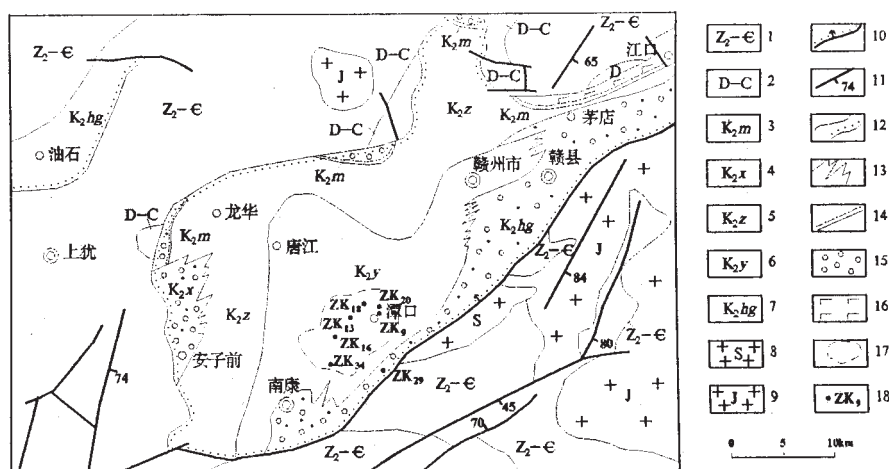 Z₂-Є
D-C
K₂m
D-C
Z₂-Є
65
江口
J
D-C
D
K₂hg
Z₂-Є
K₂z
K₂m
茅店
油石
D-C
K₂m
赣州市
赣县
K₂m
D-C
龙华
K₂m
K₂hg
Z₂-Є
J
上犹
唐江
K₂y
84
K₂x
ZK₂₀
ZK₁₈
潭口
ZK₁₃
ZK₉
S
K₂z
ZK₁₆
Z₂-Є
安子前
ZK₃₄
80
ZK₂₉
74
南康
Z₂-Є
45
J
70
Z₂-Є
Z₂-Є
Z₂-Є 1
D-C 2
K₂m 3
K₂x 4
K₂z 5
K₂y 6
K₂hg 7
S 8
J 9
10
74 11
12
13
14
15
16
17
ZK₉ 18
0 5 10km